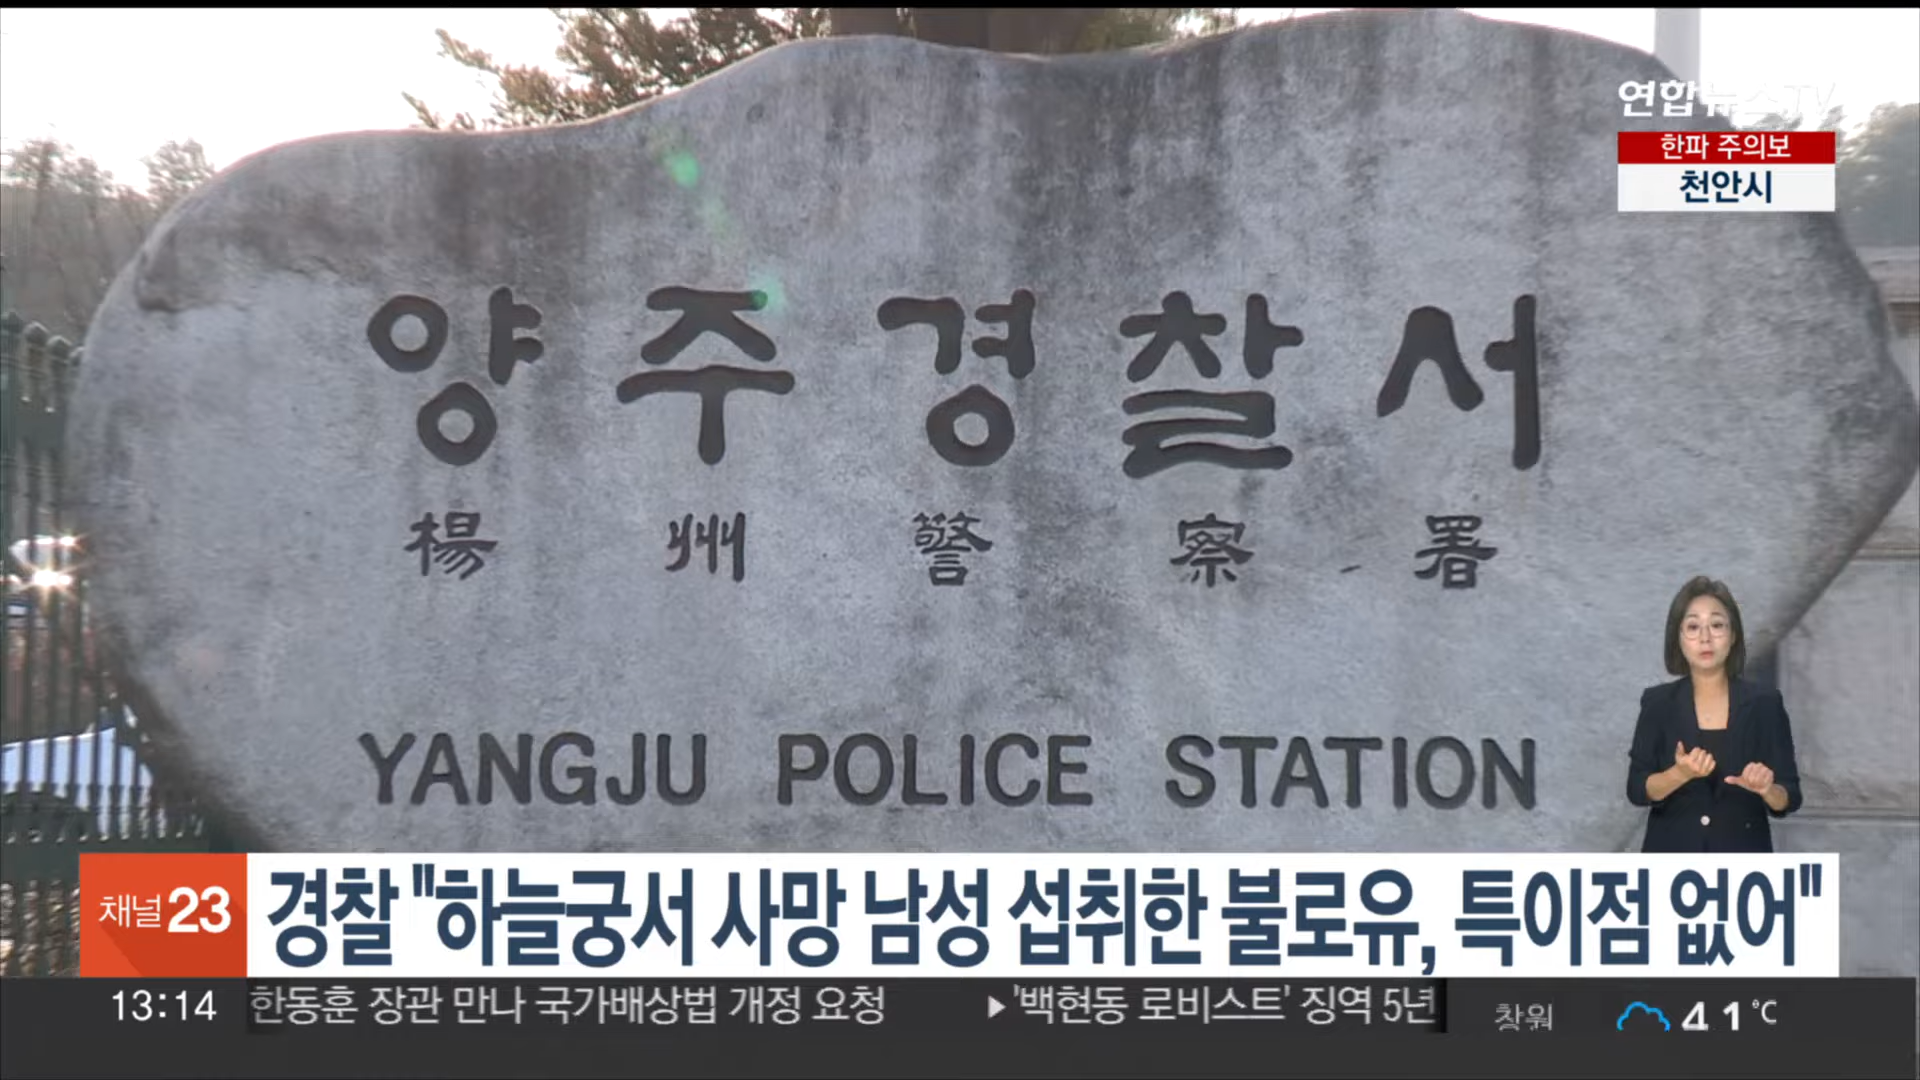 연합뉴스TV
한파 주의보
천안시
양주경찰서
楊州警察署
YANGJU POLICE STATION
채널 23
경찰 "하늘궁서 사망 남성 섭취한 불로유, 특이점 없어"
13:14
한동훈 장관 만나 국가배상법 개정 요청 ▶'백현동 로비스트' 징역 5년
창원 4.1℃